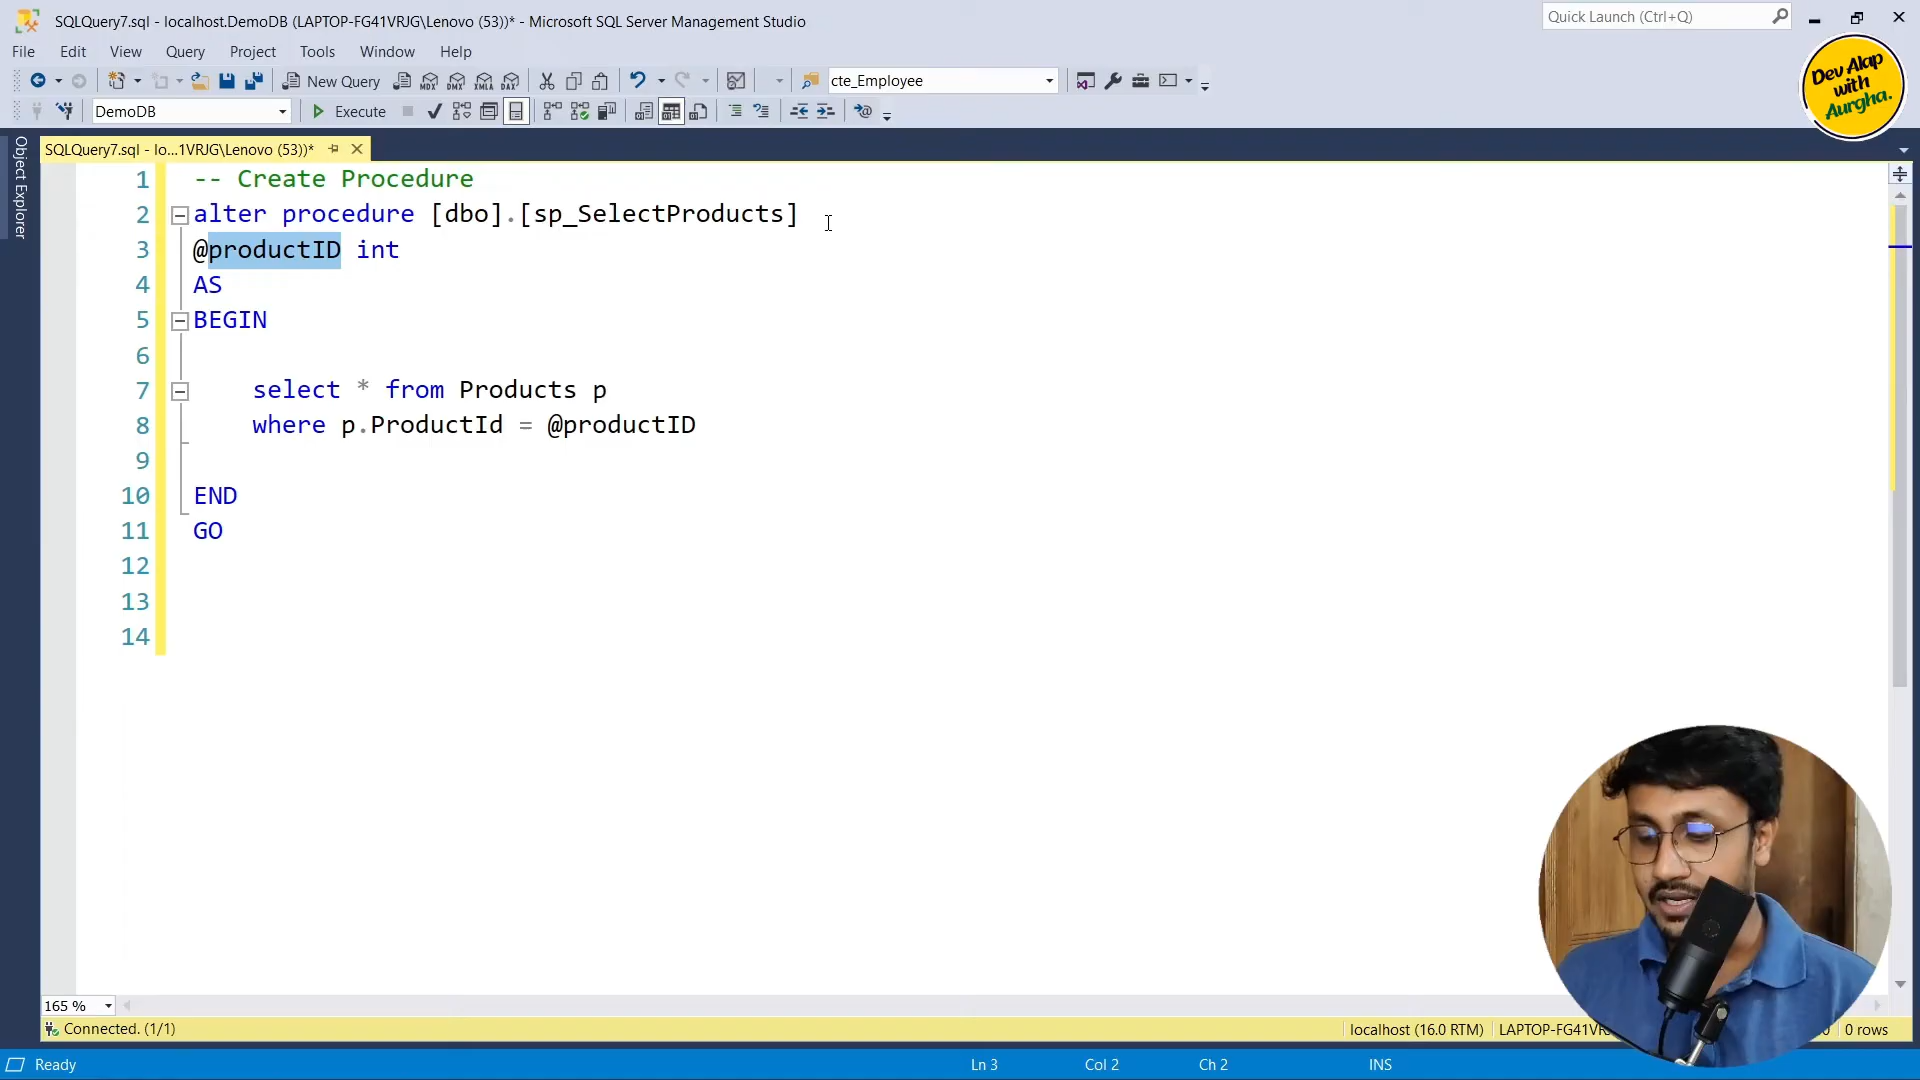 SQLQuery7.sql - localhost.DemoDB (LAPTOP-FG41VRJG\Lenovo (53))* - Microsoft SQL Server Management Studio
Quick Launch (Ctrl+Q)
File Edit View Query Project Tools Window Help
New Query
MDX DMX XMLA DAX
cte_Employee
DemoDB
Execute
Dev Alap
with
Aurgha.
Object Explorer
SQLQuery7.sql - lo...1VRJG\Lenovo (53))*
1 -- Create Procedure
2 alter procedure [dbo].[sp_SelectProducts]
3 @productID int
4 AS
5 BEGIN
6
7 select * from Products p
8 where p.ProductId = @productID
9
10 END
11 GO
12
13
14
165 %
Connected. (1/1)
localhost (16.0 RTM)
0 rows
Ready
Ln 3
Col 2
Ch 2
INS